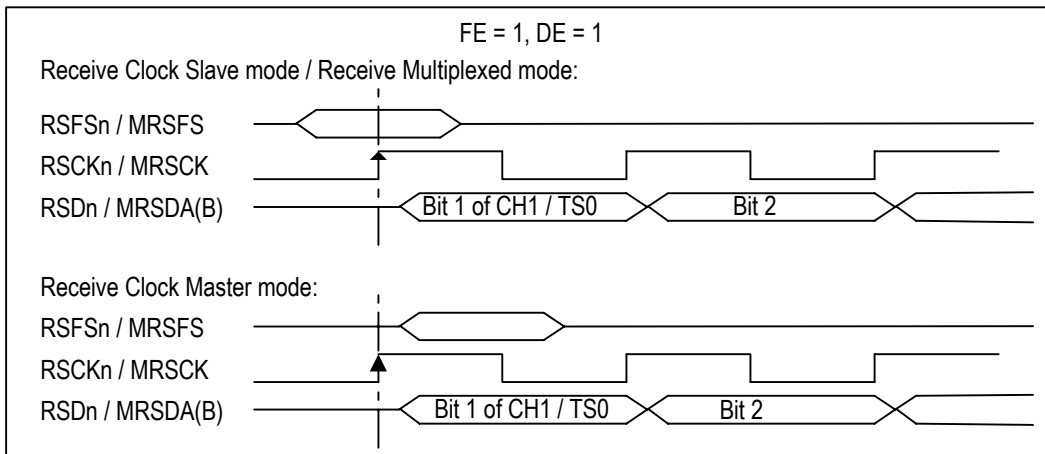 FE = 1, DE = 1
Receive Clock Slave mode / Receive Multiplexed mode:
RSFSn / MRSFS
RSCKn / MRSCK
RSDn / MRSDA(B)
Bit 1 of CH1 / TS0
Bit 2
Receive Clock Master mode:
RSFSn / MRSFS
RSCKn / MRSCK
RSDn / MRSDA(B)
Bit 1 of CH1 / TS0
Bit 2